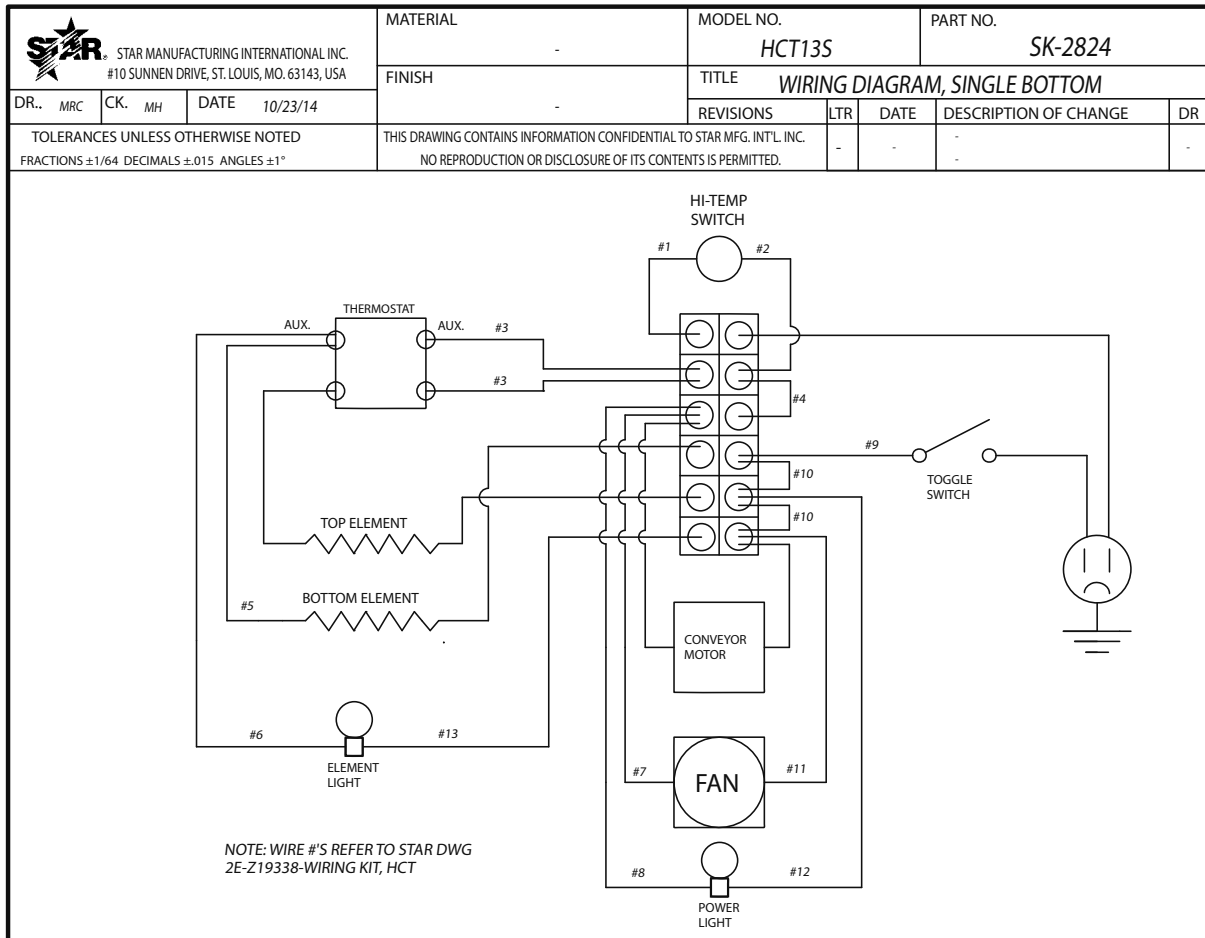 STAR®
STAR MANUFACTURING INTERNATIONAL INC.
#10 SUNNEN DRIVE, ST. LOUIS, MO. 63143, USA
MATERIAL
-
MODEL NO.
HCT13S
PART NO.
SK-2824
FINISH
-
TITLE WIRING DIAGRAM, SINGLE BOTTOM
DR.. MRC CK. MH DATE 10/23/14
REVISIONS LTR DATE DESCRIPTION OF CHANGE DR
- - - -
-
TOLERANCES UNLESS OTHERWISE NOTED
FRACTIONS ±1/64 DECIMALS ±.015 ANGLES ±1°
THIS DRAWING CONTAINS INFORMATION CONFIDENTIAL TO STAR MFG. INT'L. INC.
NO REPRODUCTION OR DISCLOSURE OF ITS CONTENTS IS PERMITTED.
HI-TEMP
SWITCH
#1
#2
THERMOSTAT
AUX.
AUX.
#3
#3
#4
#9
TOGGLE
SWITCH
#10
#10
TOP ELEMENT
BOTTOM ELEMENT
#5
CONVEYOR
MOTOR
#6
#13
ELEMENT
LIGHT
#7
FAN
#11
NOTE: WIRE #'S REFER TO STAR DWG
2E-Z19338-WIRING KIT, HCT
#8
#12
POWER
LIGHT